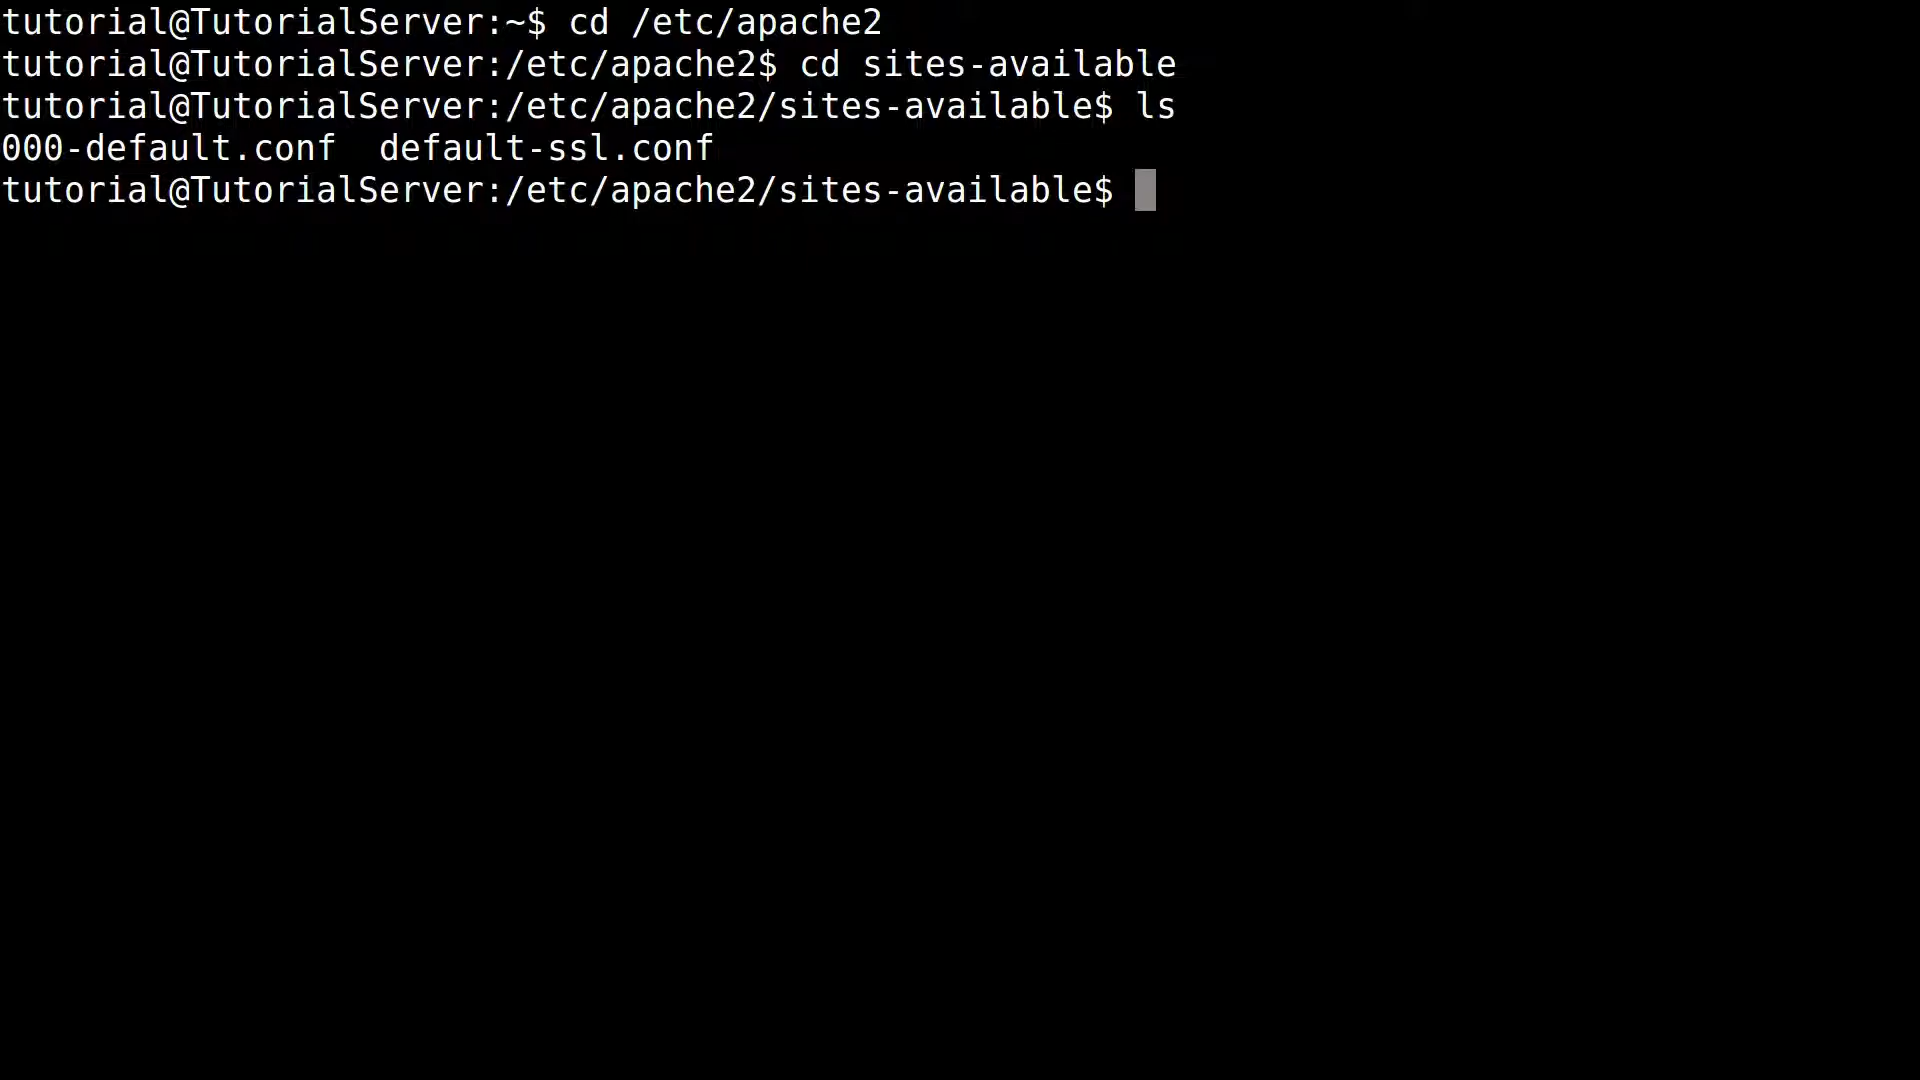 tutorial@TutorialServer:~$ cd /etc/apache2
tutorial@TutorialServer:/etc/apache2$ cd sites-available
tutorial@TutorialServer:/etc/apache2/sites-available$ ls
000-default.conf  default-ssl.conf
tutorial@TutorialServer:/etc/apache2/sites-available$